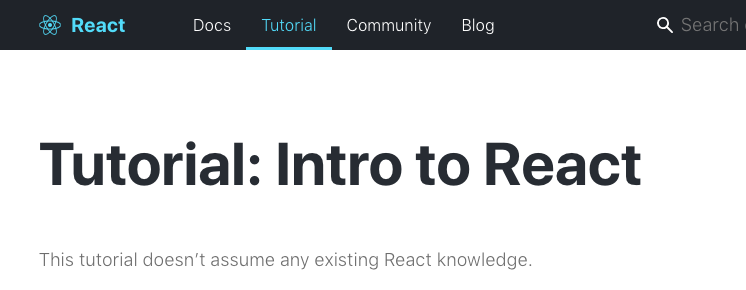 React Docs Tutorial Community Blog Search
Tutorial: Intro to React
This tutorial doesn't assume any existing React knowledge.